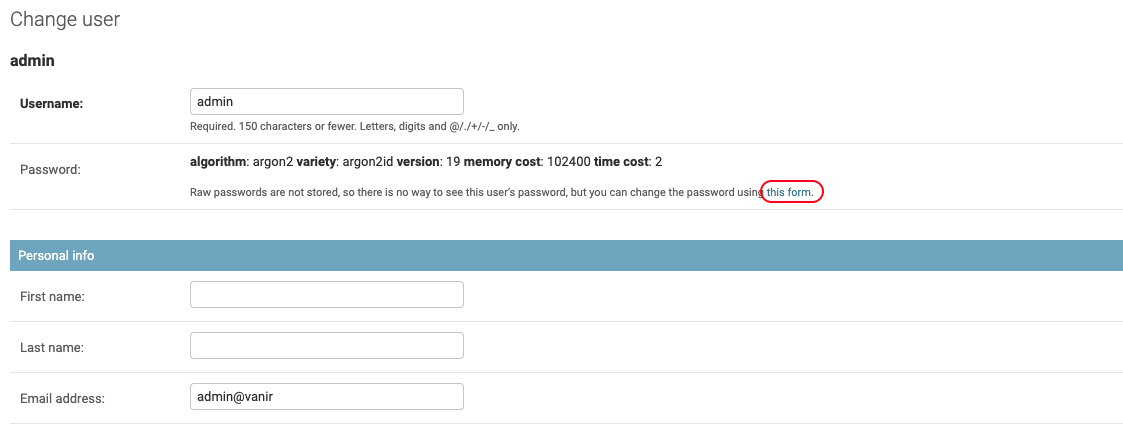 Change user
admin
Username:
admin
Required. 150 characters or fewer. Letters, digits and @/./+/-/_ only.
Password:
algorithm: argon2 variety: argon2id version: 19 memory cost: 102400 time cost: 2
Raw passwords are not stored, so there is no way to see this user’s password, but you can change the password using this form.
Personal info
First name:
Last name:
Email address:
admin@vanir